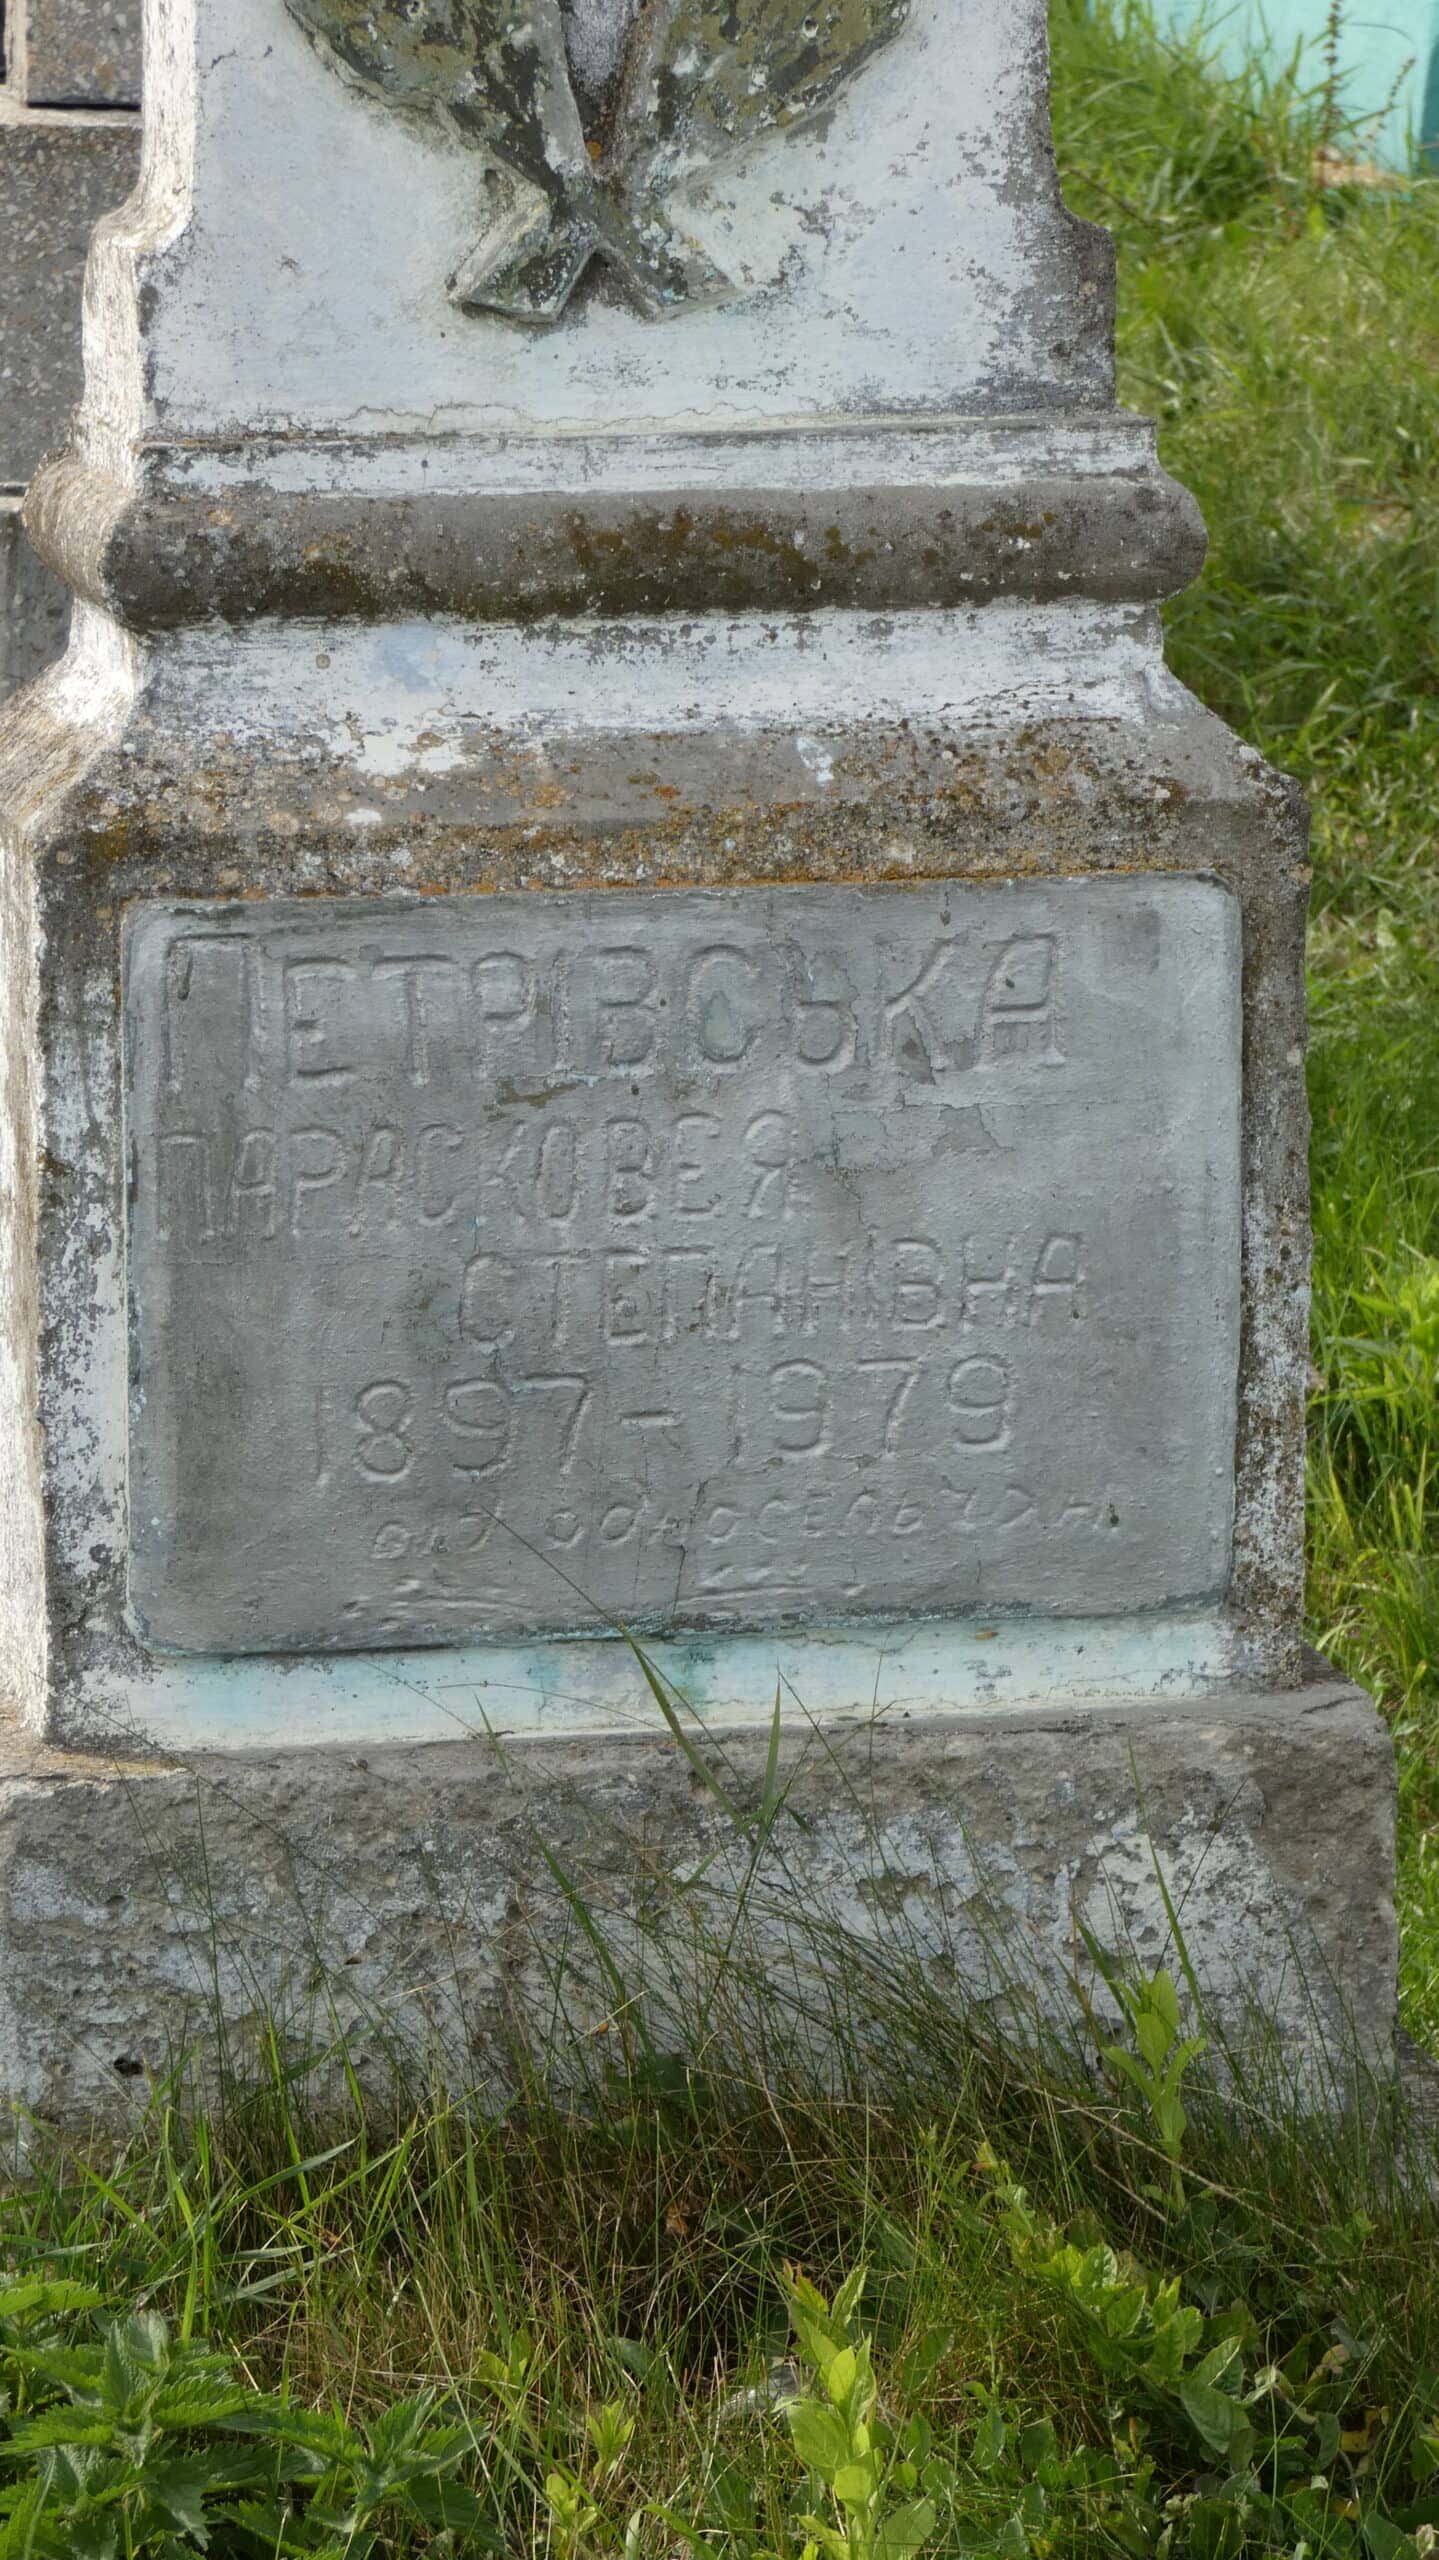 ПЕТРІВСЬКА
ПАРАСКОВЕЯ
СТЕПАНІВНА
1897-1979
від односельчан